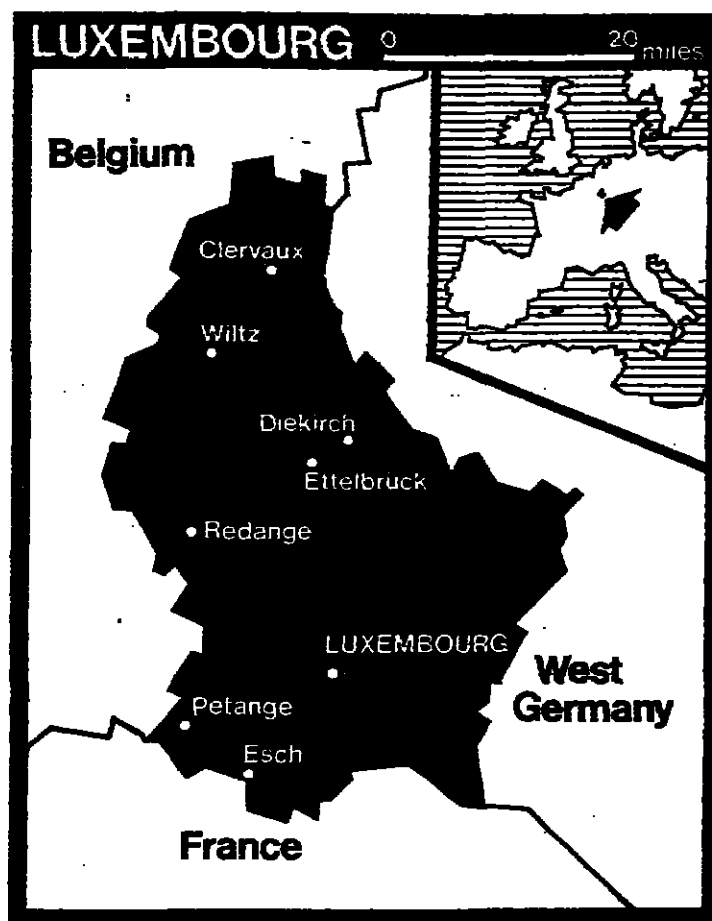 LUXEMBOURG 0 20 miles
Belgium
Clervaux
Wiltz
Diekirch
Ettelbruck
Redange
LUXEMBOURG
West
Germany
Petange
Esch
France